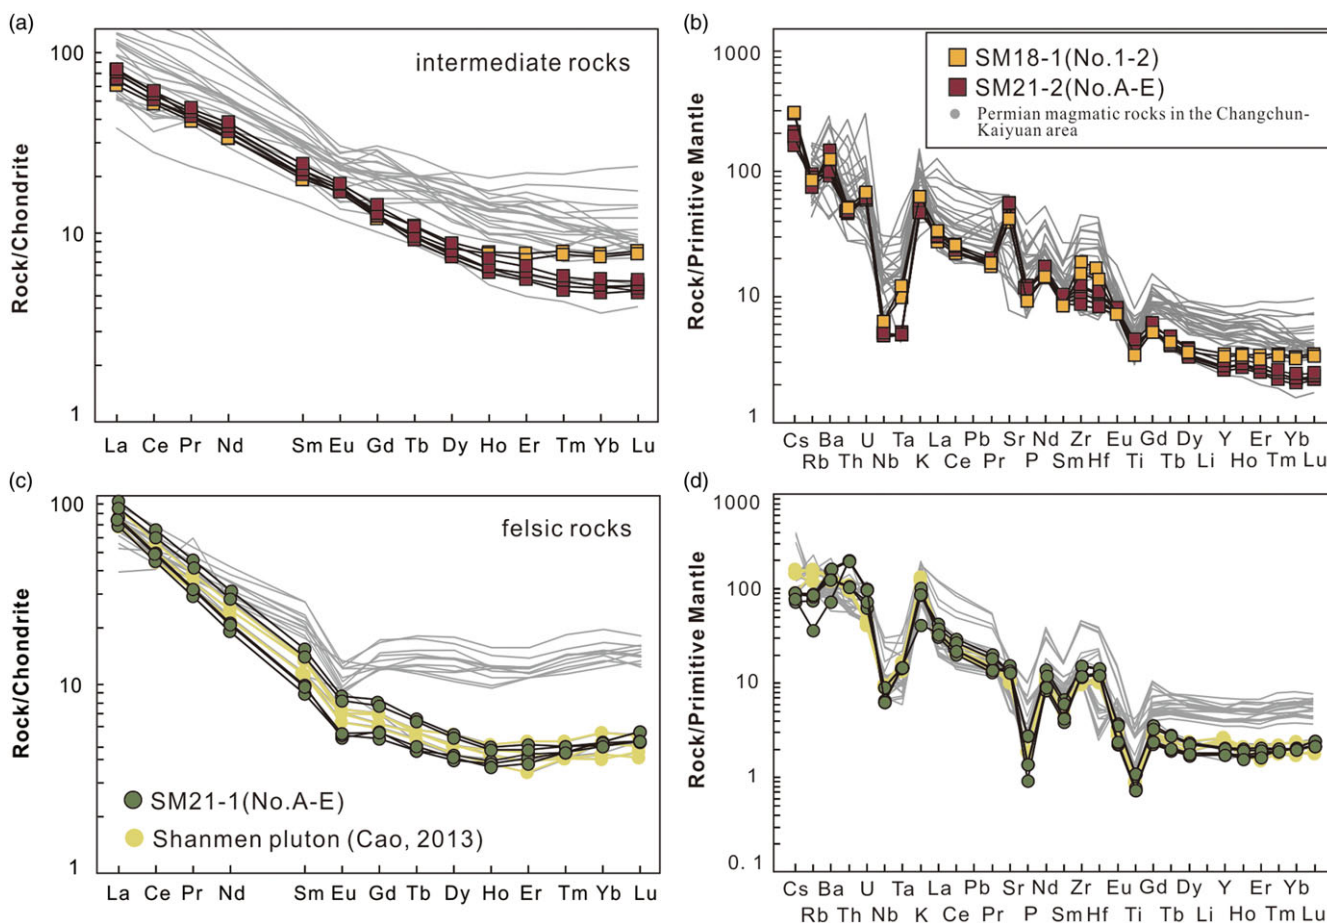 (a)
100
10
1
Rock/Chondrite
intermediate rocks
La Ce Pr Nd Sm Eu Gd Tb Dy Ho Er Tm Yb Lu
(b)
1000
100
10
1
Rock/Primitive Mantle
SM18-1(No.1-2)
SM21-2(No.A-E)
Permian magmatic rocks in the Changchun-
Kaiyuan area
Cs Ba U Ta La Pb Sr Nd Zr Eu Gd Dy Y Er Yb
Rb Th Nb K Ce Pr P Sm Hf Ti Tb Li Ho Tm Lu
(c)
100
10
1
Rock/Chondrite
felsic rocks
SM21-1(No.A-E)
Shanmen pluton (Cao, 2013)
La Ce Pr Nd Sm Eu Gd Tb Dy Ho Er Tm Yb Lu
(d)
1000
100
10
1
0.1
Rock/Primitive Mantle
Cs Ba U Ta La Pb Sr Nd Zr Eu Gd Dy Y Er Yb
Rb Th Nb K Ce Pr P Sm Hf Ti Tb Li Ho Tm Lu